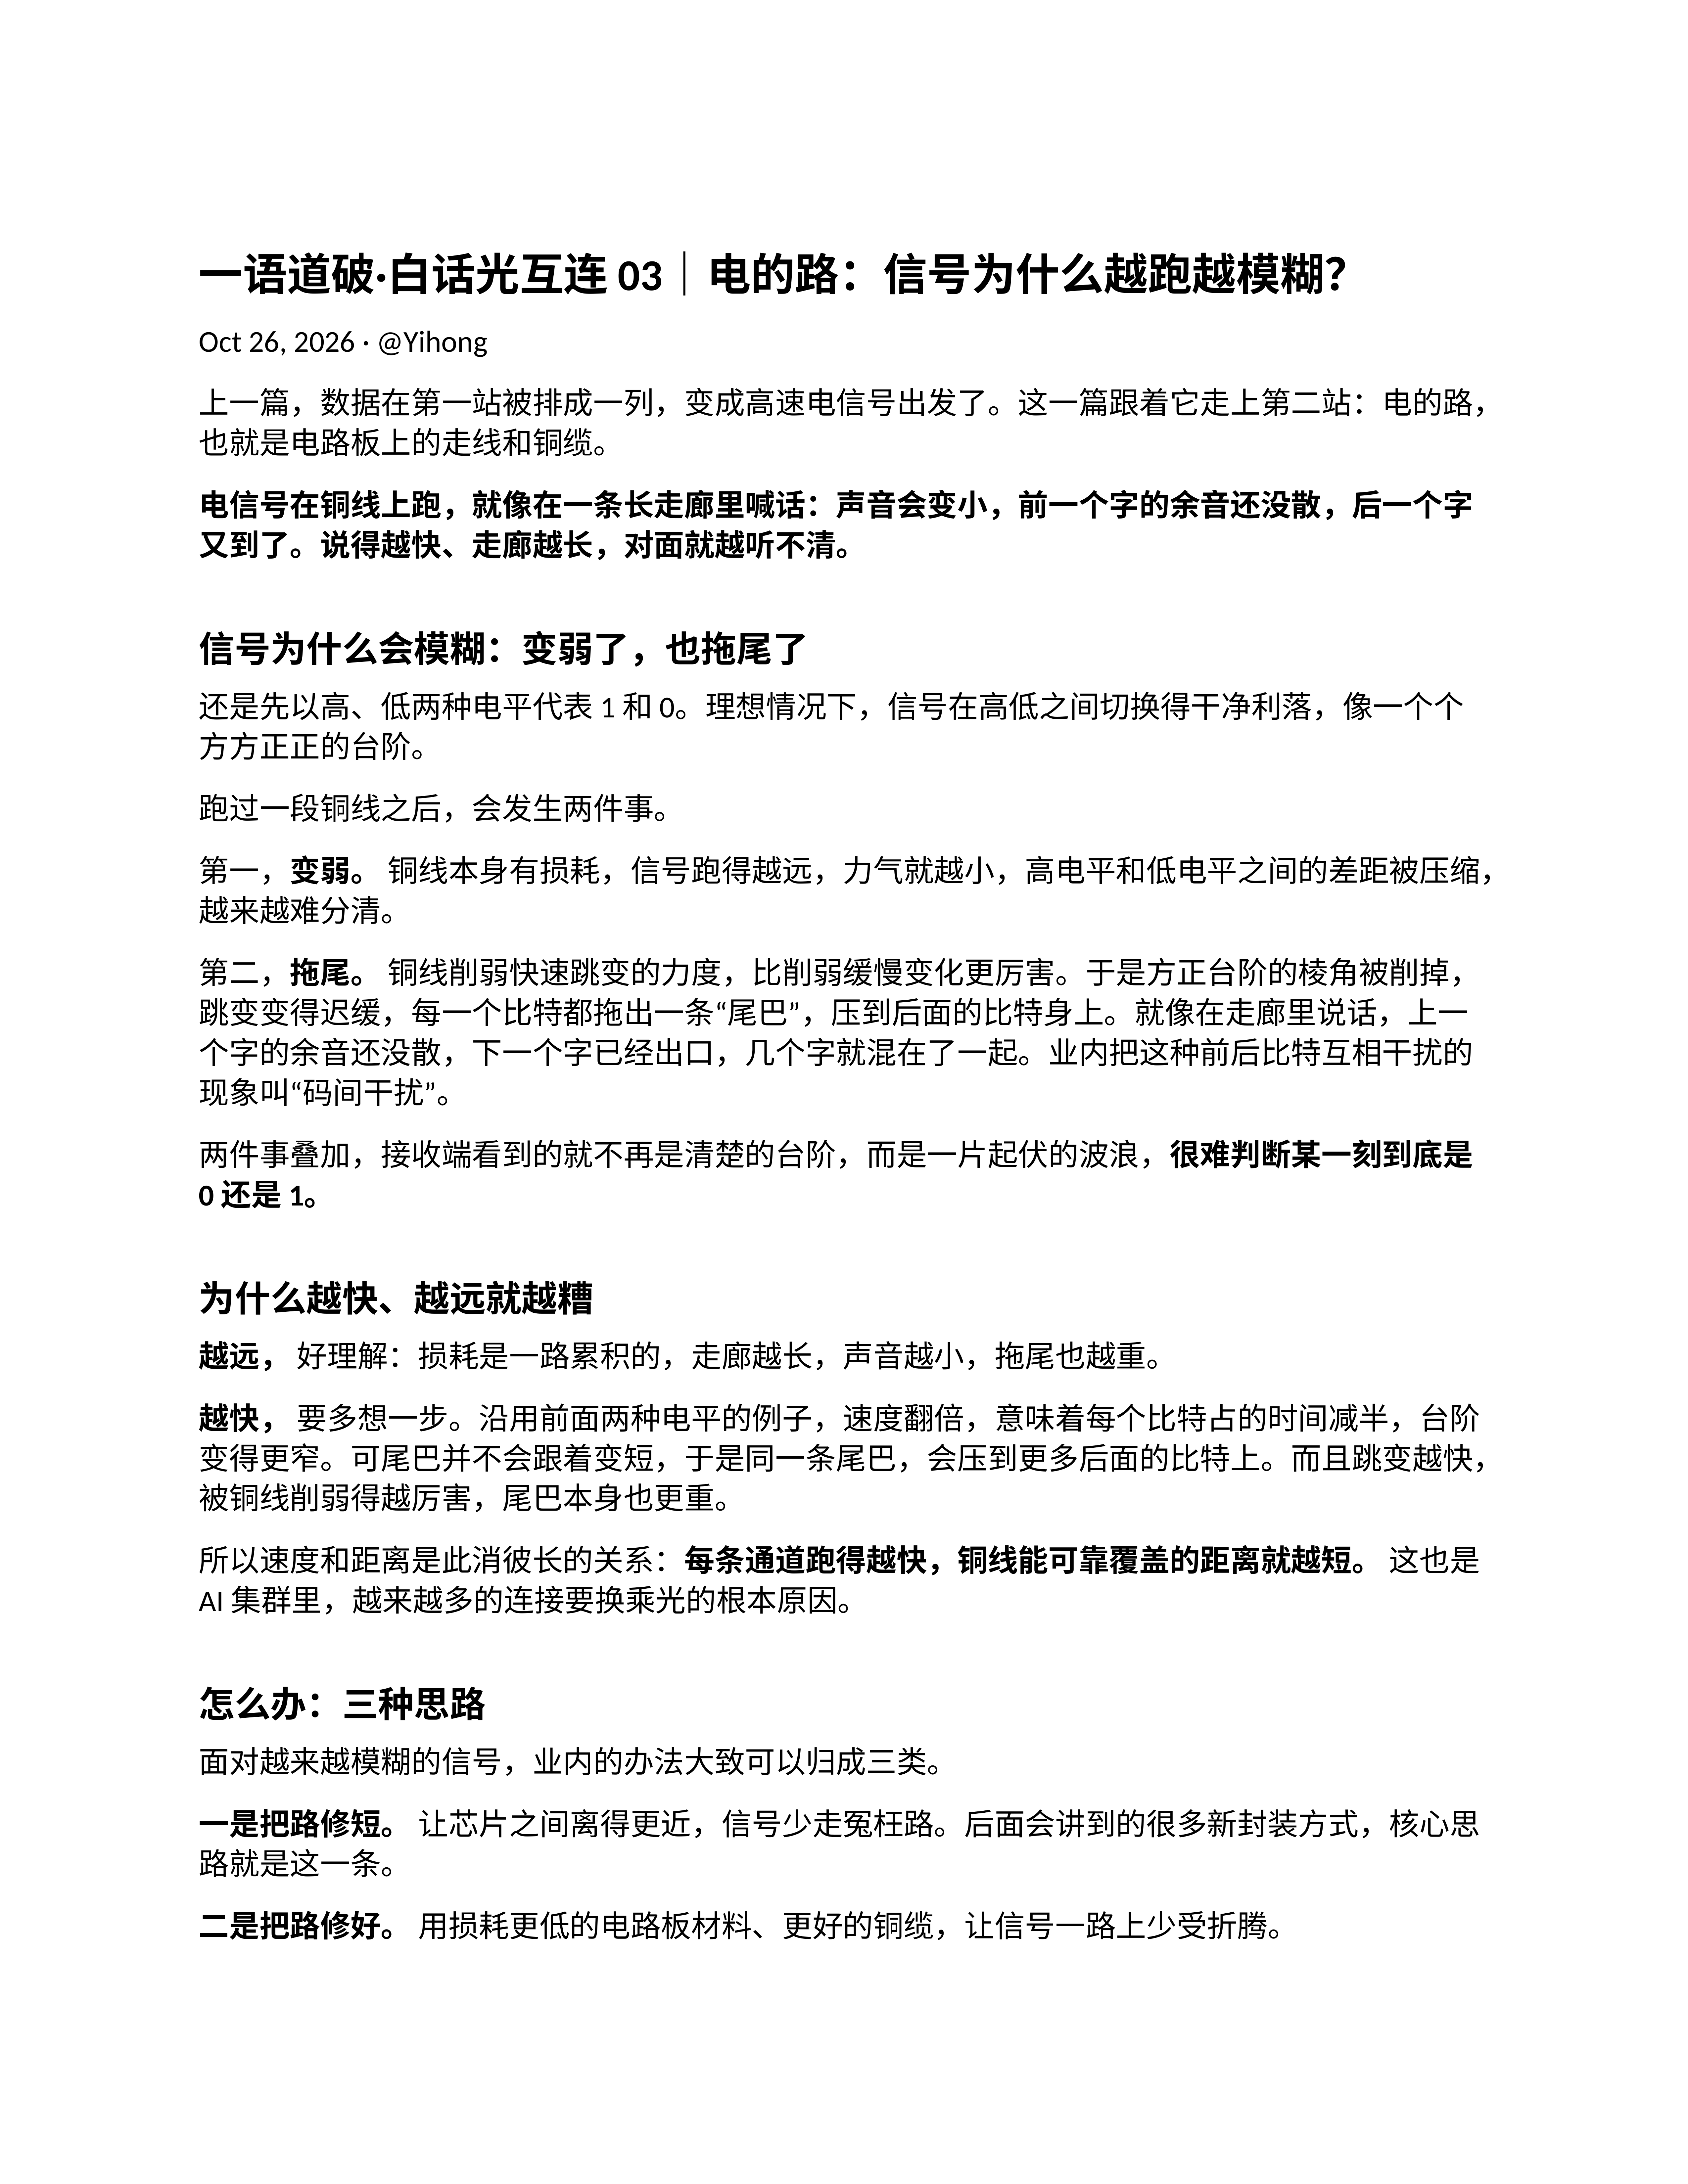 一语道破·白话光互连 03｜电的路：信号为什么越跑越模糊？
Oct 26, 2026 · @Yihong
上一篇，数据在第一站被排成一列，变成高速电信号出发了。这一篇跟着它走上第二站：电的路，
也就是电路板上的走线和铜缆。
电信号在铜线上跑，就像在一条长走廊里喊话：声音会变小，前一个字的余音还没散，后一个字
又到了。说得越快、走廊越长，对面就越听不清。
信号为什么会模糊：变弱了，也拖尾了
还是先以高、低两种电平代表 1 和 0。理想情况下，信号在高低之间切换得干净利落，像一个个
方方正正的台阶。
跑过一段铜线之后，会发生两件事。
第一，变弱。 铜线本身有损耗，信号跑得越远，力气就越小，高电平和低电平之间的差距被压缩，
越来越难分清。
第二，拖尾。 铜线削弱快速跳变的力度，比削弱缓慢变化更厉害。于是方正台阶的棱角被削掉，
跳变变得迟缓，每一个比特都拖出一条“尾巴”，压到后面的比特身上。就像在走廊里说话，上一
个字的余音还没散，下一个字已经出口，几个字就混在了一起。业内把这种前后比特互相干扰的
现象叫“码间干扰”。
两件事叠加，接收端看到的就不再是清楚的台阶，而是一片起伏的波浪，很难判断某一刻到底是
0 还是 1。
为什么越快、越远就越糟
越远， 好理解：损耗是一路累积的，走廊越长，声音越小，拖尾也越重。
越快， 要多想一步。沿用前面两种电平的例子，速度翻倍，意味着每个比特占的时间减半，台阶
变得更窄。可尾巴并不会跟着变短，于是同一条尾巴，会压到更多后面的比特上。而且跳变越快，
被铜线削弱得越厉害，尾巴本身也更重。
所以速度和距离是此消彼长的关系：每条通道跑得越快，铜线能可靠覆盖的距离就越短。 这也是
AI 集群里，越来越多的连接要换乘光的根本原因。
怎么办：三种思路
面对越来越模糊的信号，业内的办法大致可以归成三类。
一是把路修短。 让芯片之间离得更近，信号少走冤枉路。后面会讲到的很多新封装方式，核心思
路就是这一条。
二是把路修好。 用损耗更低的电路板材料、更好的铜缆，让信号一路上少受折腾。